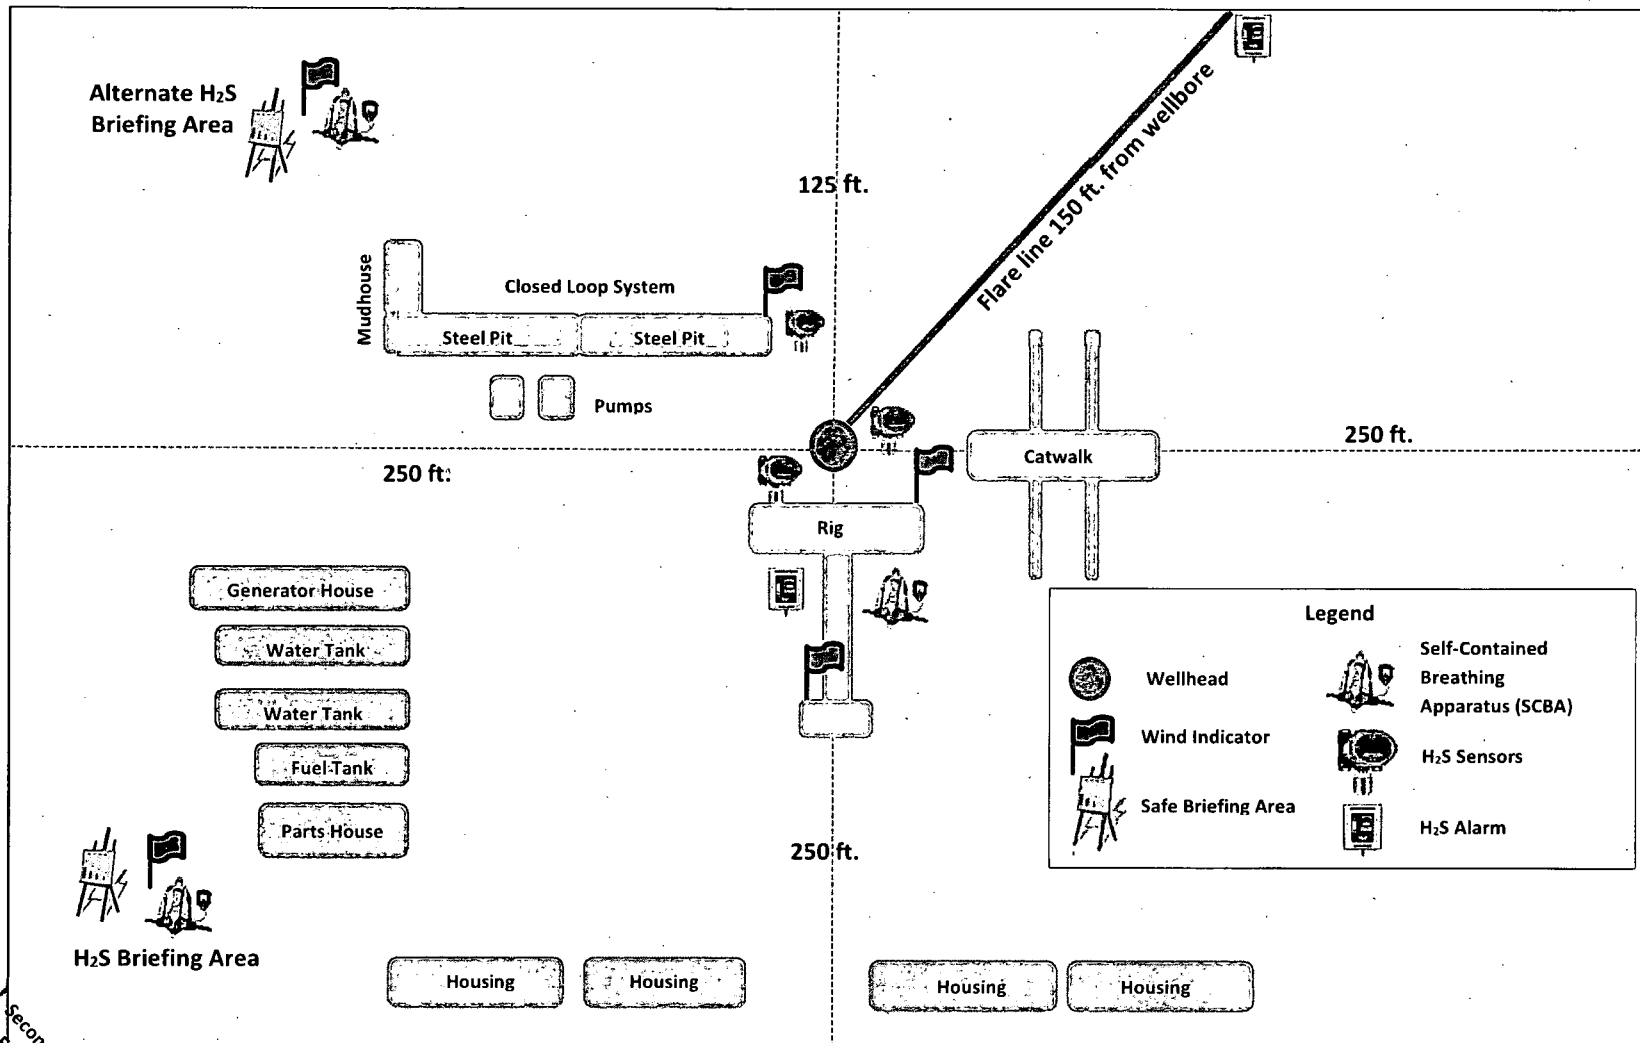 Alternate H₂S
Briefing Area
125 ft.
Flare line 150 ft. from wellbore
Mudhouse
Closed Loop System
Steel Pit
Steel Pit
Pumps
250 ft.
250 ft.
Catwalk
Rig
Generator House
Water Tank
Water Tank
Fuel Tank
Parts House
250 ft.
H₂S Briefing Area
Housing
Housing
Housing
Housing
Legend
Wellhead
Wind Indicator
Safe Briefing Area
Self-Contained
Breathing
Apparatus (SCBA)
H₂S Sensors
H₂S Alarm